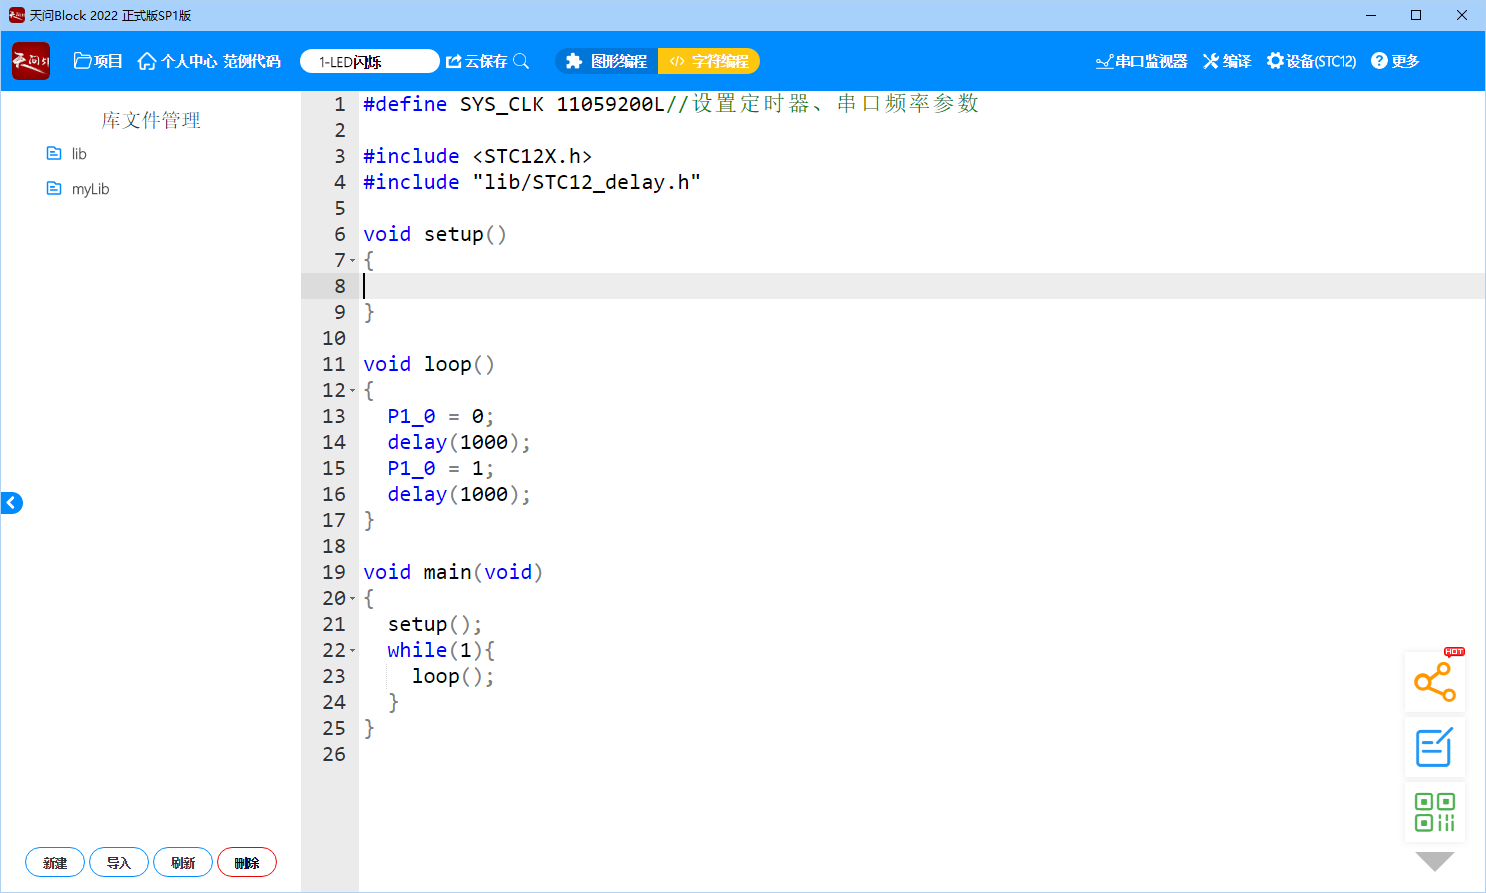 天问Block 2022 正式版SP1版
天问51 项目 个人中心 范例代码 1-LED闪烁 云保存 图形编程 </> 字符编程 串口监视器 编译 设备(STC12) 更多
库文件管理
lib
myLib
1 #define SYS_CLK 11059200L//设置定时器、串口频率参数
2
3 #include <STC12X.h>
4 #include "lib/STC12_delay.h"
5
6 void setup()
7 {
8
9 }
10
11 void loop()
12 {
13   P1_0 = 0;
14   delay(1000);
15   P1_0 = 1;
16   delay(1000);
17 }
18
19 void main(void)
20 {
21   setup();
22   while(1){
23     loop();
24   }
25 }
26
HOT
新建 导入 刷新 删除